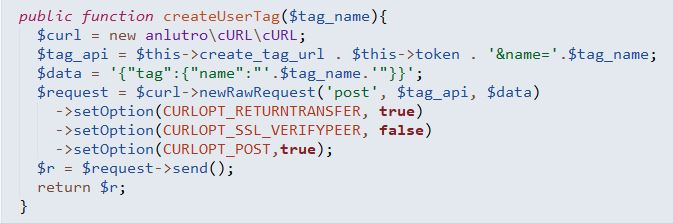 public function createUserTag($tag_name){
$curl = new anlutro\cURL\cURL;
$tag_api = $this->create_tag_url . $this->token . '&name='.$tag_name;
$data = '{"tag":{"name":"'.$tag_name.'"}}';
$request = $curl->newRawRequest('post', $tag_api, $data)
->setOption(CURLOPT_RETURNTRANSFER, true)
->setOption(CURLOPT_SSL_VERIFYPEER, false)
->setOption(CURLOPT_POST,true);
$r = $request->send();
return $r;
}